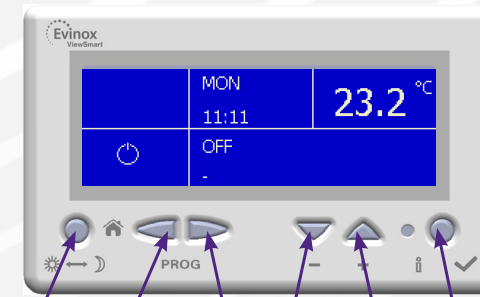 Evinox
ViewSmart
MON
11:11
23.2 °C
OFF
-
PROG
- +
i